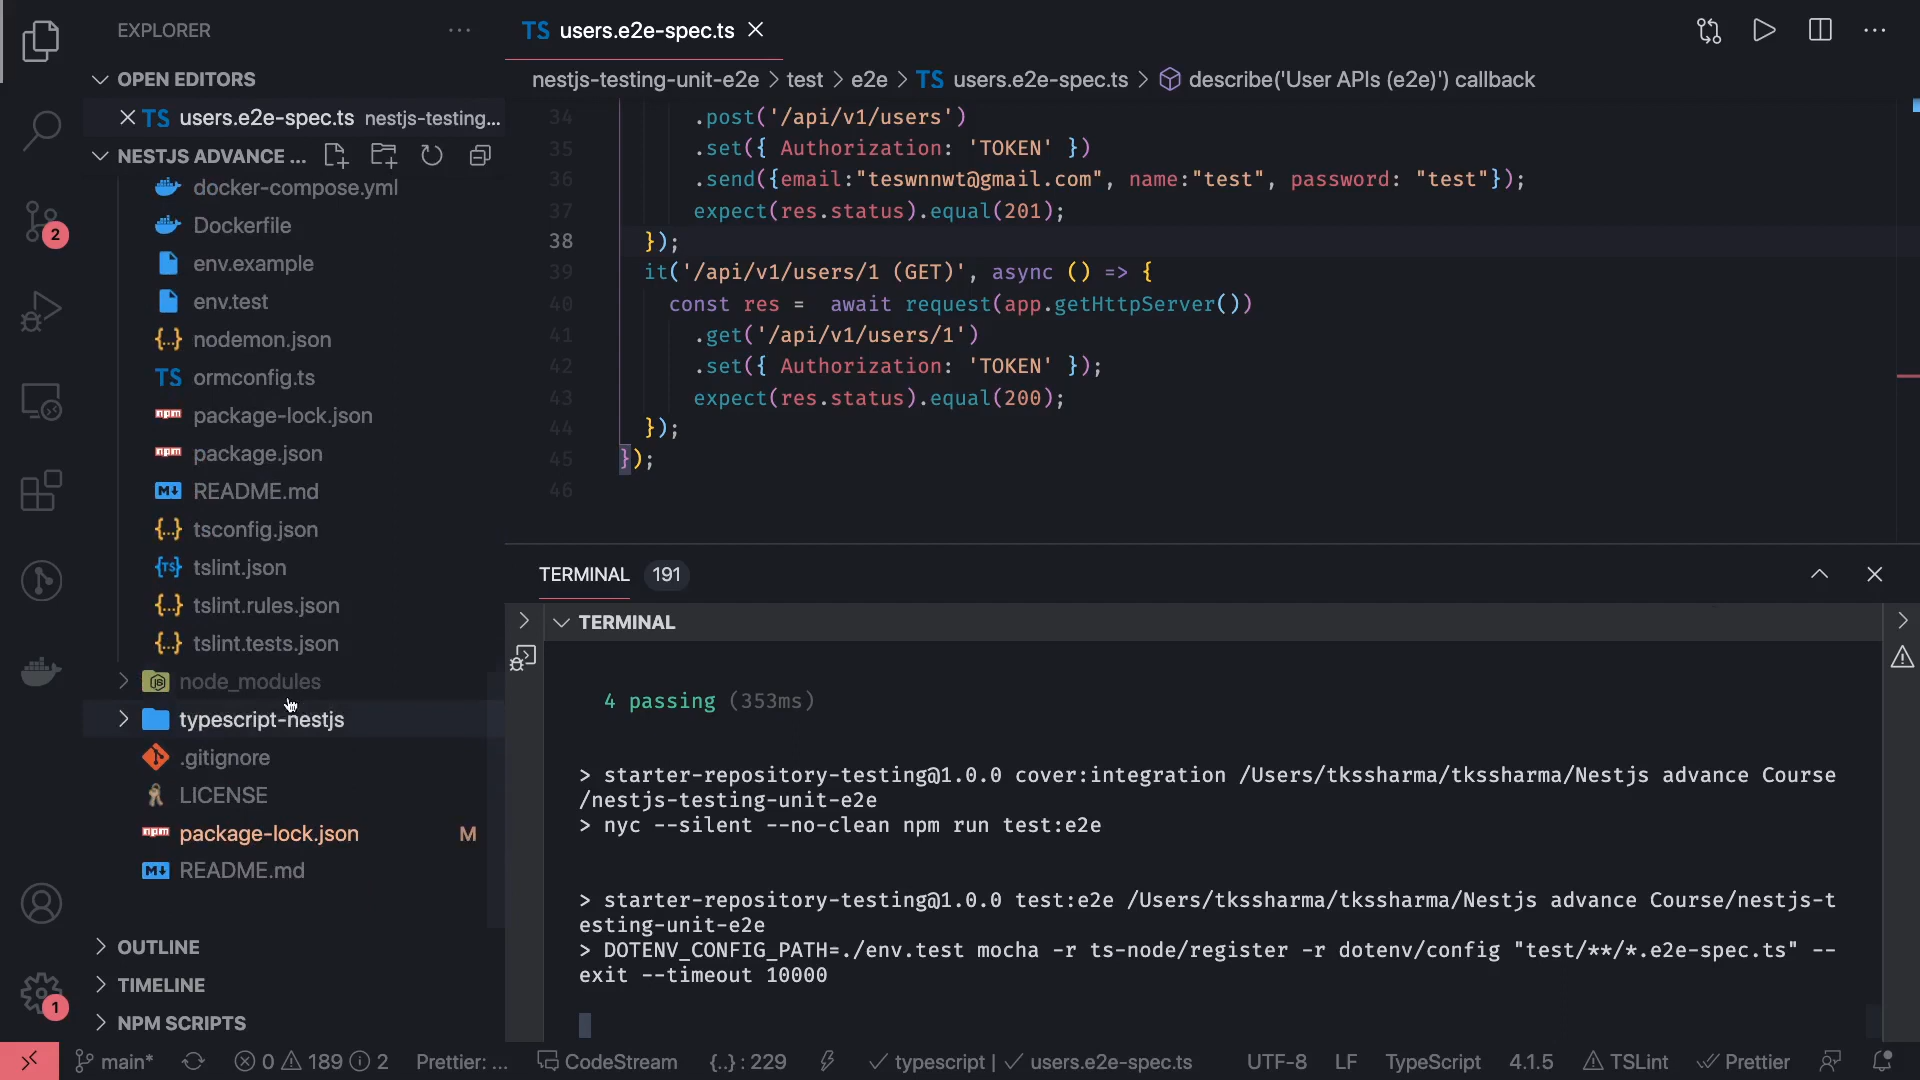 EXPLORER
OPEN EDITORS
TS users.e2e-spec.ts nestjs-testing...
NESTJS ADVANCE ...
docker-compose.yml
Dockerfile
env.example
env.test
{..} nodemon.json
TS ormconfig.ts
npm package-lock.json
npm package.json
M↓ README.md
{..} tsconfig.json
{TS} tslint.json
{..} tslint.rules.json
{..} tslint.tests.json
JS node_modules
typescript-nestjs
.gitignore
LICENSE
npm package-lock.json M
M↓ README.md
OUTLINE
TIMELINE
NPM SCRIPTS
2
1
TS users.e2e-spec.ts
nestjs-testing-unit-e2e > test > e2e > TS users.e2e-spec.ts > describe('User APIs (e2e)') callback
34 .post('/api/v1/users')
35 .set({ Authorization: 'TOKEN' })
36 .send({email:"teswnnwt@gmail.com", name:"test", password: "test"});
37 expect(res.status).equal(201);
38 });
39 it('/api/v1/users/1 (GET)', async () => {
40 const res =  await request(app.getHttpServer())
41 .get('/api/v1/users/1')
42 .set({ Authorization: 'TOKEN' });
43 expect(res.status).equal(200);
44 });
45 });
46
TERMINAL 191
TERMINAL
4 passing (353ms)
> starter-repository-testing@1.0.0 cover:integration /Users/tkssharma/tkssharma/Nestjs advance Course
/nestjs-testing-unit-e2e
> nyc --silent --no-clean npm run test:e2e
> starter-repository-testing@1.0.0 test:e2e /Users/tkssharma/tkssharma/Nestjs advance Course/nestjs-t
esting-unit-e2e
> DOTENV_CONFIG_PATH=./env.test mocha -r ts-node/register -r dotenv/config "test/**/*.e2e-spec.ts" --
exit --timeout 10000
main* 0 189 2 Prettier: ... CodeStream {..} : 229 typescript | users.e2e-spec.ts UTF-8 LF TypeScript 4.1.5 TSLint Prettier